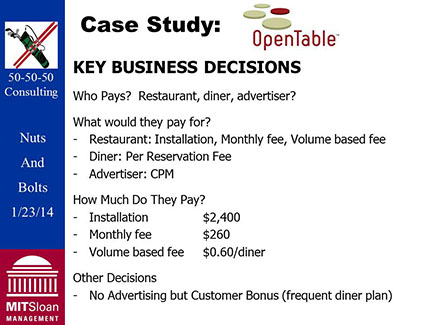 Case Study:
OpenTable™
50-50-50
Consulting
Nuts
And
Bolts
1/23/14
MITSloan
MANAGEMENT
KEY BUSINESS DECISIONS
Who Pays? Restaurant, diner, advertiser?
What would they pay for?
- Restaurant: Installation, Monthly fee, Volume based fee
- Diner: Per Reservation Fee
- Advertiser: CPM
How Much Do They Pay?
- Installation $2,400
- Monthly fee $260
- Volume based fee $0.60/diner
Other Decisions
- No Advertising but Customer Bonus (frequent diner plan)